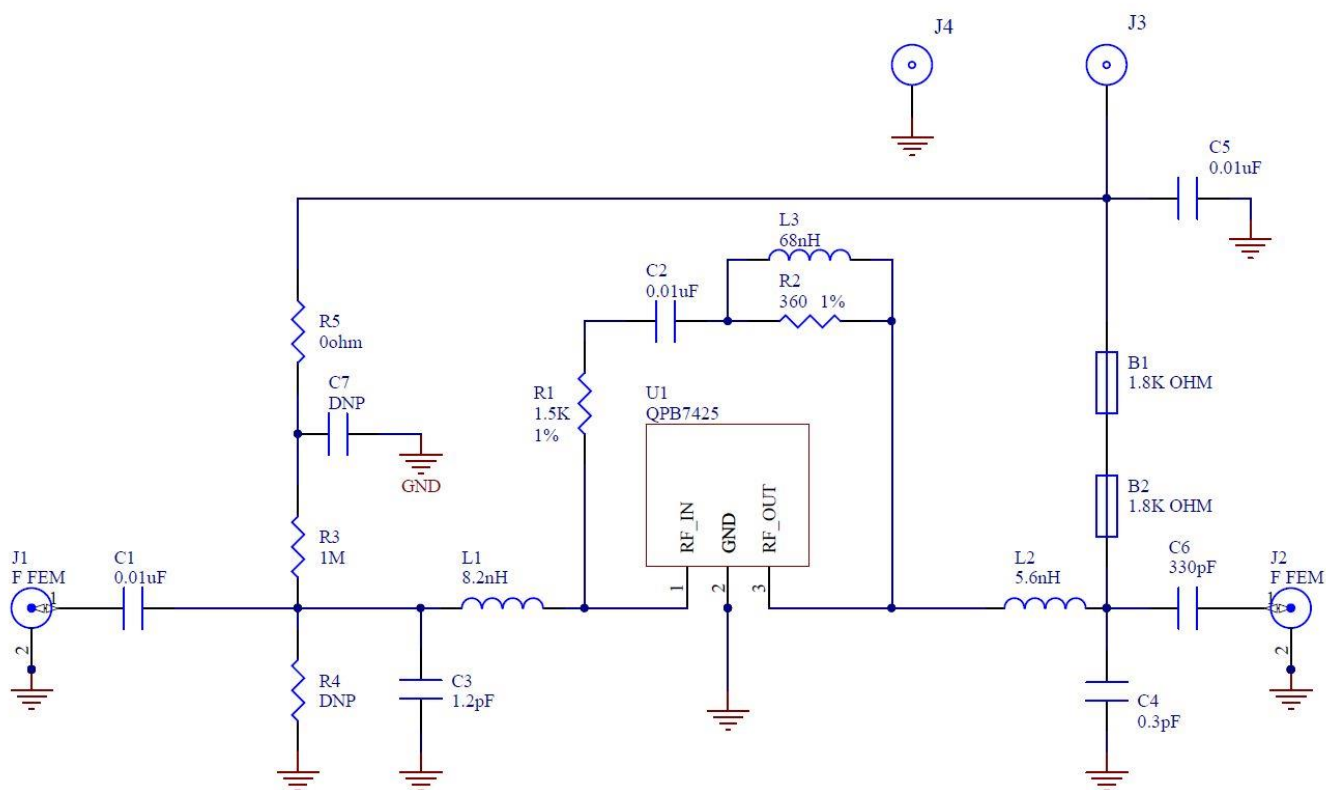 J4
J3
C5
0.01uF
L3
68nH
C2
0.01uF
R2
360 1%
R5
0ohm
B1
1.8K OHM
C7
DNP
R1
1.5K
1%
U1
QPB7425
GND
B2
1.8K OHM
RF_IN
GND
RF_OUT
R3
1M
J1
F FEM
C1
0.01uF
L1
8.2nH
L2
5.6nH
C6
330pF
J2
F FEM
1
1
2
3
1
2
2
R4
DNP
C3
1.2pF
C4
0.3pF